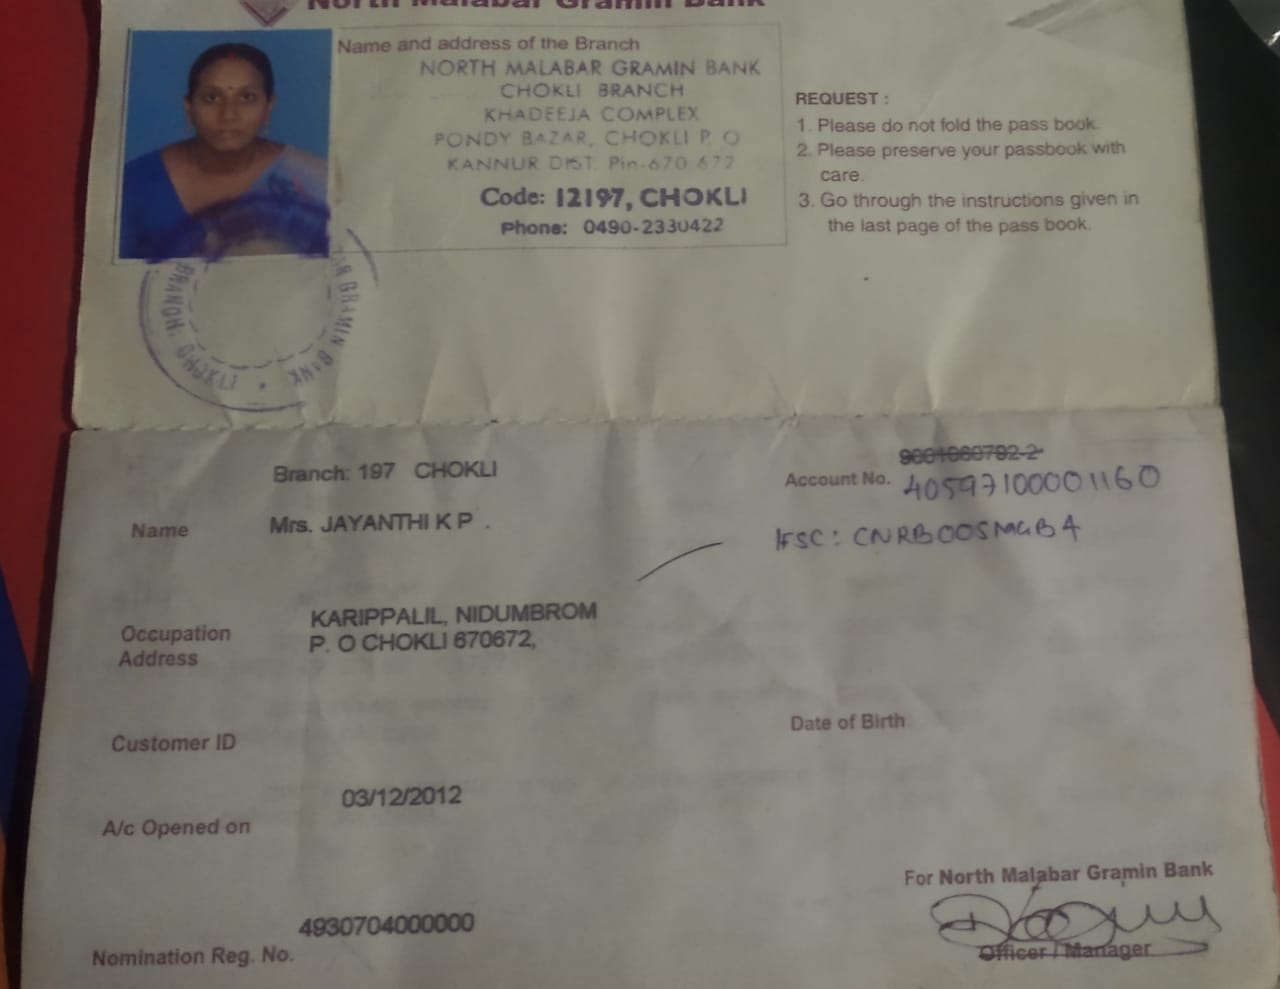 North Malabar Gramin Bank
Name and address of the Branch
NORTH MALABAR GRAMIN BANK
CHOKLI BRANCH
KHADEEJA COMPLEX
PONDY BAZAR, CHOKLI P. O
KANNUR DIST. Pin-670 672
Code: 12197, CHOKLI
Phone: 0490-2330422
REQUEST :
1. Please do not fold the pass book.
2. Please preserve your passbook with
care.
3. Go through the instructions given in
the last page of the pass book.
BRANCH: CHOKLI • GRAMIN BANK
Branch: 197 CHOKLI
9001060792-2
Account No. 40597100001160
Name Mrs. JAYANTHI K P .
IFSC: CNRB00SMGB4
Occupation
Address
KARIPPALIL, NIDUMBROM
P. O CHOKLI 670672,
Date of Birth
Customer ID
03/12/2012
A/c Opened on
For North Malabar Gramin Bank
4930704000000
Nomination Reg. No.
Officer / Manager